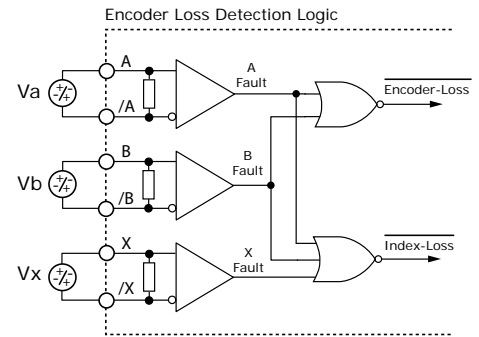 Encoder Loss Detection Logic
A
A
Fault
Encoder-Loss
Va
/A
B
B
Fault
Vb
/B
X
X
Fault
Index-Loss
Vx
/X